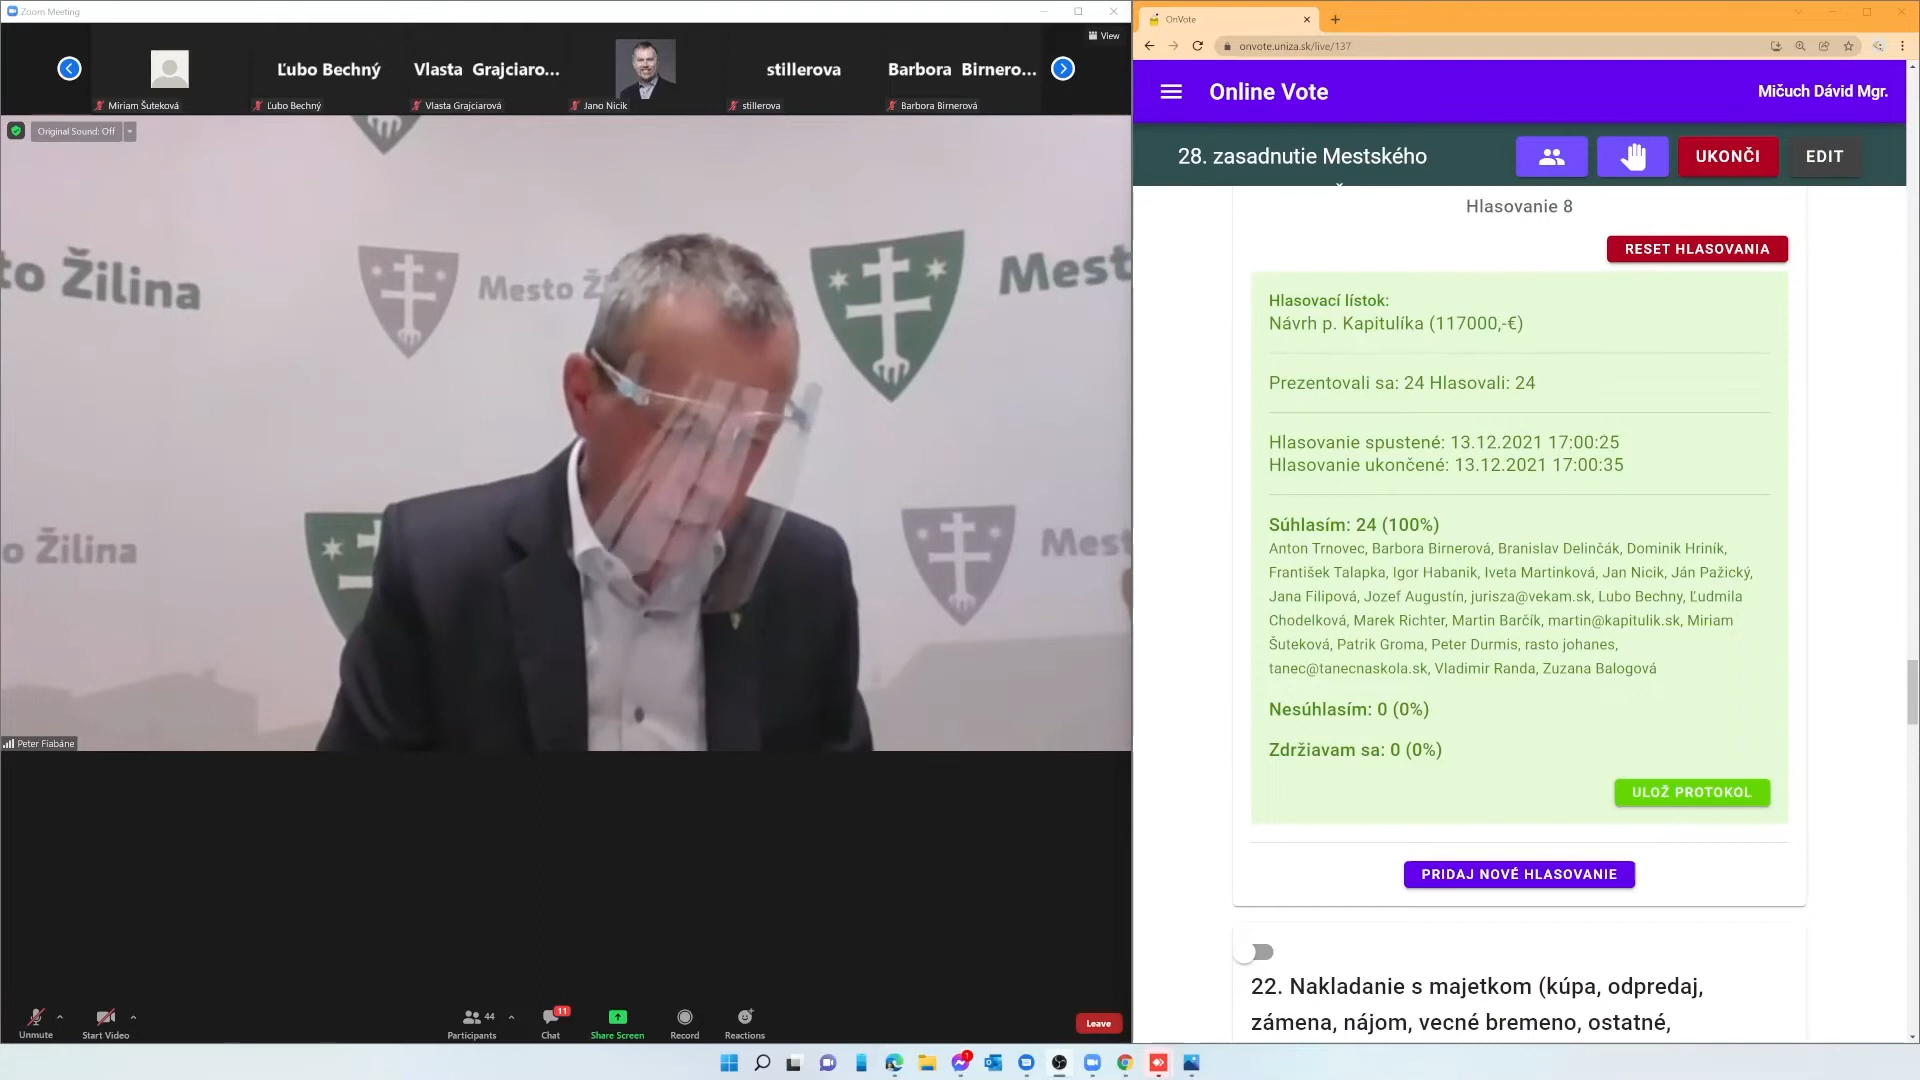 Zoom Meeting
View
Ľubo Bechný
Vlasta Grajciaro...
stillerova
Barbora Birnero...
Miriam Šuteková
Ľubo Bechný
Vlasta Grajciarová
Jano Nicik
stillerova
Barbora Birnerová
Original Sound: Off
to Žilina
Mesto Ži
Mest
o Žilina
Mest
Peter Fiabáne
Unmute
Start Video
44
Participants
11
Chat
Share Screen
Record
Reactions
Leave
OnVote
onvote.uniza.sk/live/137
Online Vote
Mičuch Dávid Mgr.
28. zasadnutie Mestského
UKONČI
EDIT
Hlasovanie 8
RESET HLASOVANIA
Hlasovací lístok:
Návrh p. Kapitulíka (117000,-€)
Prezentovali sa: 24 Hlasovali: 24
Hlasovanie spustené: 13.12.2021 17:00:25
Hlasovanie ukončené: 13.12.2021 17:00:35
Súhlasím: 24 (100%)
Anton Trnovec, Barbora Birnerová, Branislav Delinčák, Dominik Hriník,
František Talapka, Igor Habanik, Iveta Martinková, Jan Nicik, Ján Pažický,
Jana Filipová, Jozef Augustín, jurisza@vekam.sk, Lubo Bechny, Ľudmila
Chodelková, Marek Richter, Martin Barčík, martin@kapitulik.sk, Miriam
Šuteková, Patrik Groma, Peter Durmis, rasto johanes,
tanec@tanecnaskola.sk, Vladimir Randa, Zuzana Balogová
Nesúhlasím: 0 (0%)
Zdržiavam sa: 0 (0%)
ULOŽ PROTOKOL
PRIDAJ NOVÉ HLASOVANIE
22. Nakladanie s majetkom (kúpa, odpredaj,
zámena, nájom, vecné bremeno, ostatné,